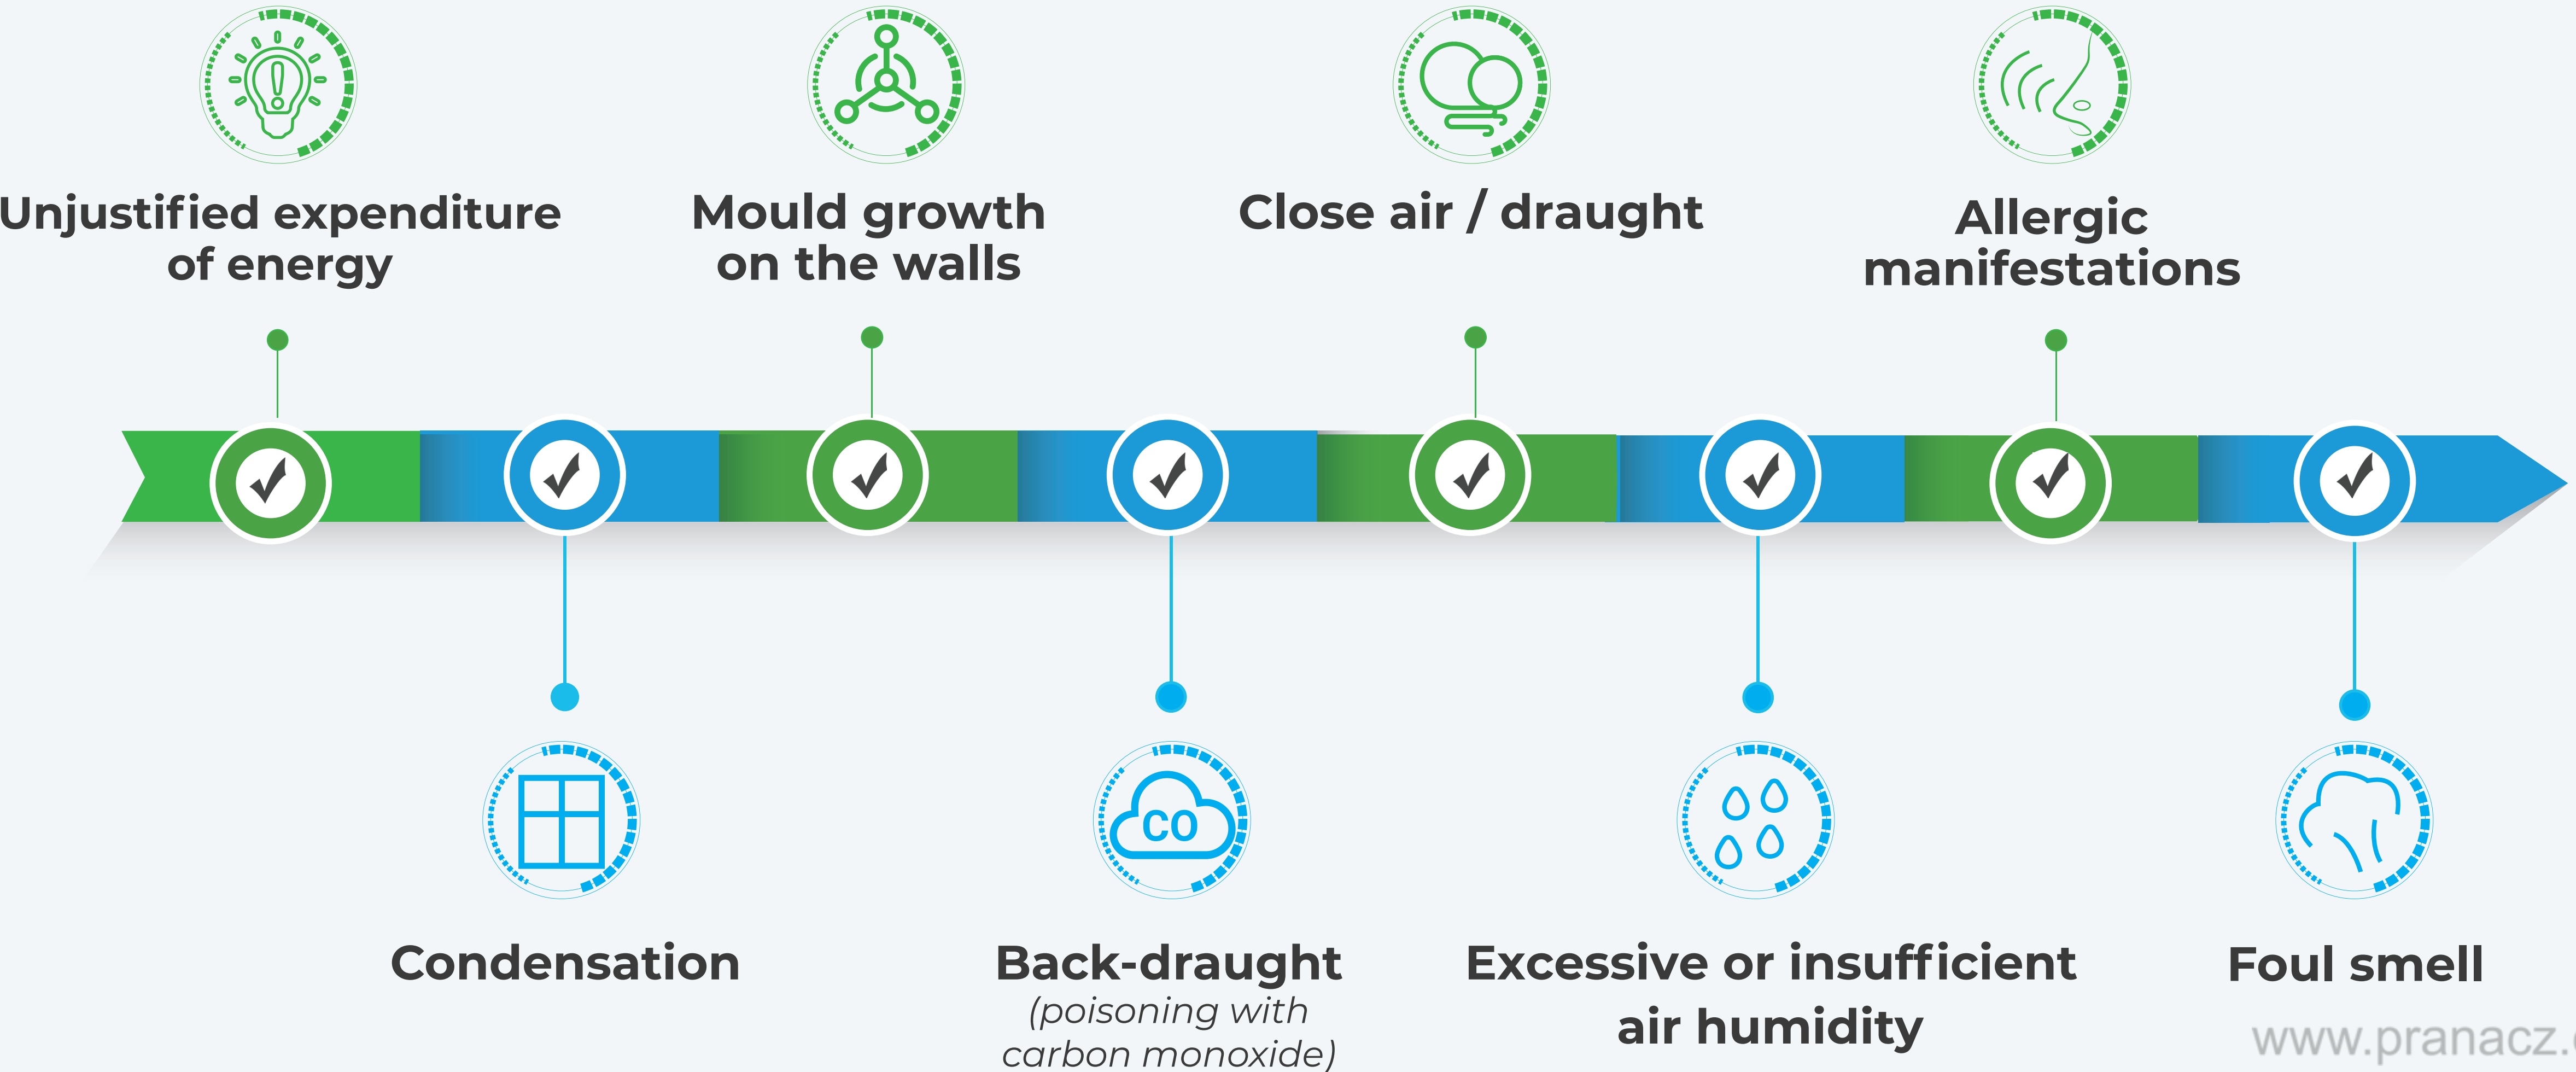 Unjustified expenditure
of energy
Mould growth
on the walls
Close air / draught
Allergic
manifestations
CO
Condensation
Back-draught
(poisoning with
carbon monoxide)
Excessive or insufficient
air humidity
Foul smell
www.pranacz.